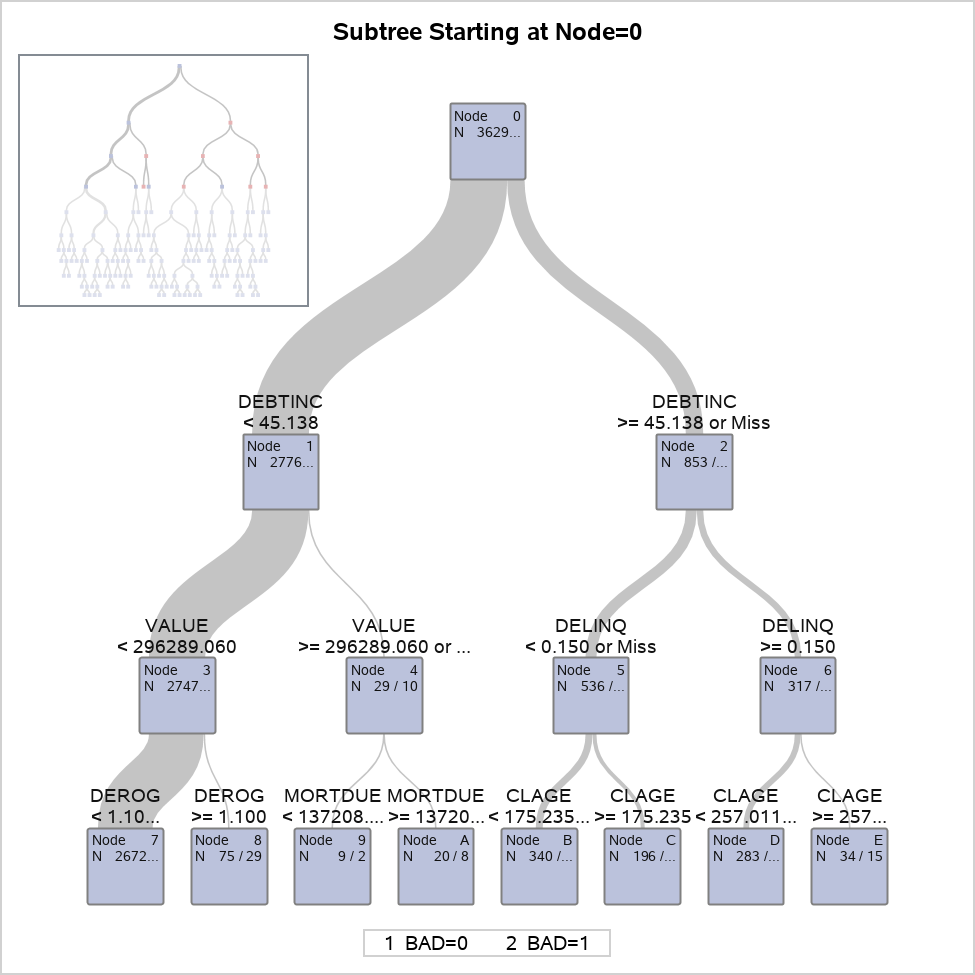 Subtree Starting at Node=0
Node 0
N 3629...
DEBTINC
< 45.138
Node 1
N 2776...
DEBTINC
>= 45.138 or Miss
Node 2
N 853 /...
VALUE
< 296289.060
Node 3
N 2747...
VALUE
>= 296289.060 or ...
Node 4
N 29 / 10
DELINQ
< 0.150 or Miss
Node 5
N 536 /...
DELINQ
>= 0.150
Node 6
N 317 /...
DEROG
< 1.10...
Node 7
N 2672...
DEROG
>= 1.100
Node 8
N 75 / 29
MORTDUE
< 137208....
Node 9
N 9 / 2
MORTDUE
>= 13720...
Node A
N 20 / 8
CLAGE
< 175.235...
Node B
N 340 /...
CLAGE
>= 175.235
Node C
N 196 /...
CLAGE
< 257.011...
Node D
N 283 /...
CLAGE
>= 257...
Node E
N 34 / 15
1 BAD=0 2 BAD=1